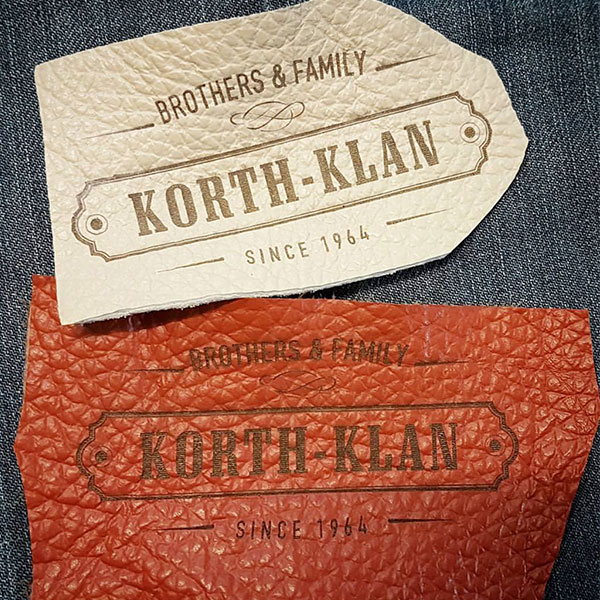 BROTHERS & FAMILY
KORTH-KLAN
SINCE 1964
BROTHERS & FAMILY
KORTH-KLAN
SINCE 1964